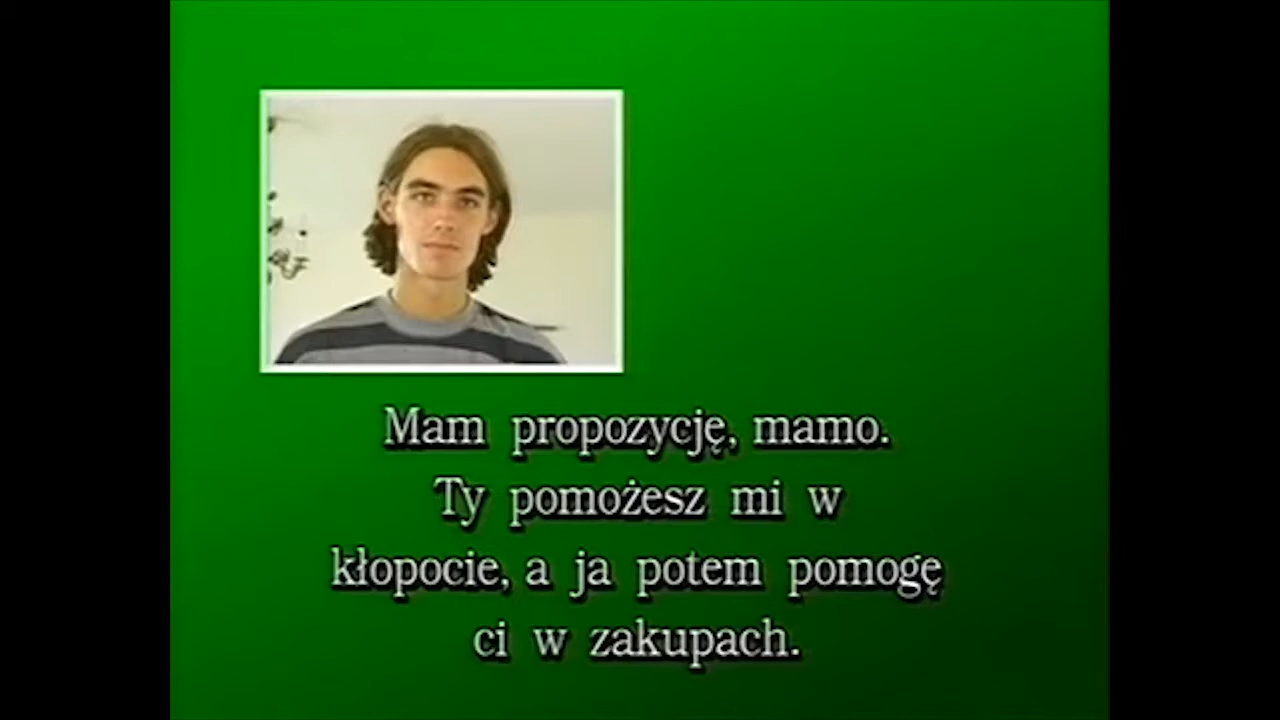 Mam propozycję, mamo.
Ty pomożesz mi w
kłopocie, a ja potem pomogę
ci w zakupach.